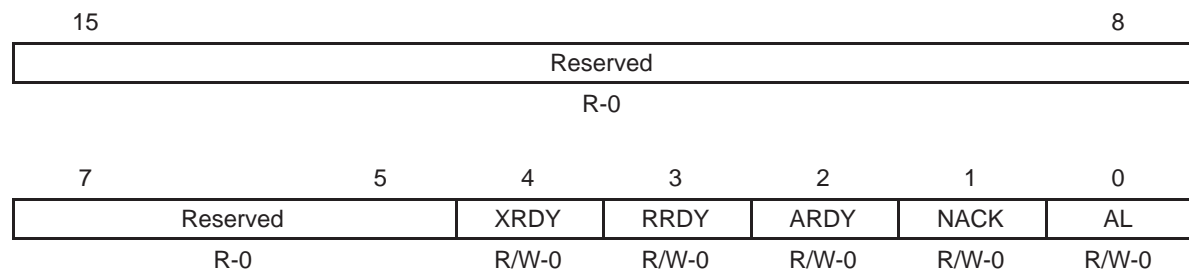 15 8
Reserved
R-0
7 5 4 3 2 1 0
Reserved XRDY RRDY ARDY NACK AL
R-0 R/W-0 R/W-0 R/W-0 R/W-0 R/W-0